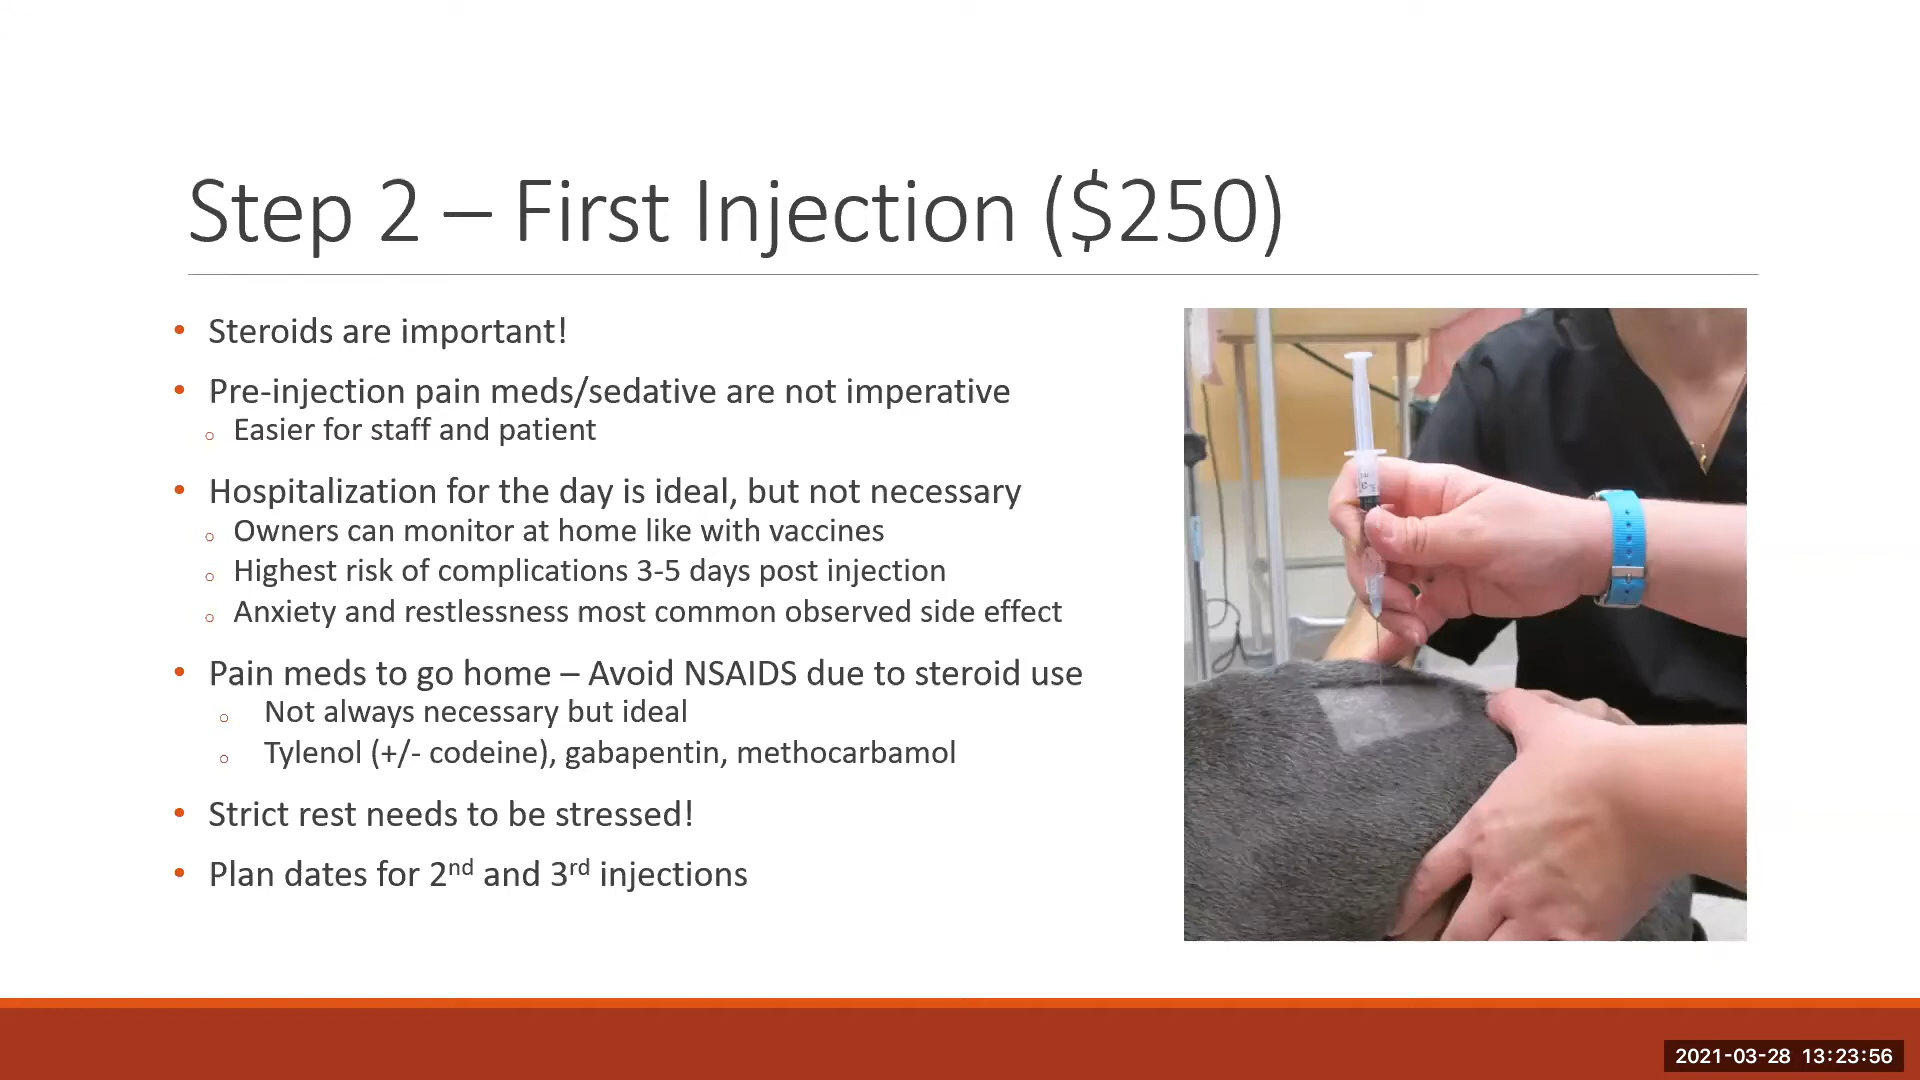 Step 2 – First Injection ($250)
• Steroids are important!
• Pre-injection pain meds/sedative are not imperative
○ Easier for staff and patient
• Hospitalization for the day is ideal, but not necessary
○ Owners can monitor at home like with vaccines
○ Highest risk of complications 3-5 days post injection
○ Anxiety and restlessness most common observed side effect
• Pain meds to go home – Avoid NSAIDS due to steroid use
○ Not always necessary but ideal
○ Tylenol (+/- codeine), gabapentin, methocarbamol
• Strict rest needs to be stressed!
• Plan dates for 2nd and 3rd injections
2021-03-28 13:23:56